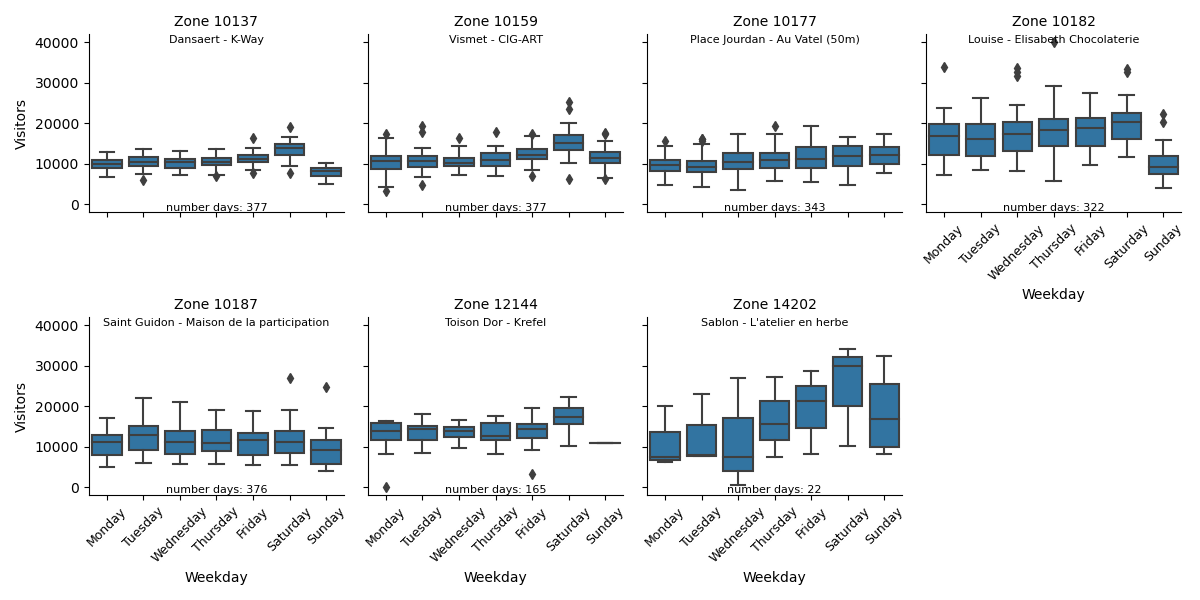 Zone 10137
Dansaert - K-Way
40000
30000
20000
10000
0
Visitors
number days: 377
Zone 10159
Vismet - CIG-ART
number days: 377
Zone 10177
Place Jourdan - Au Vatel (50m)
number days: 343
Zone 10182
Louise - Elisabeth Chocolaterie
number days: 322
Monday
Tuesday
Wednesday
Thursday
Friday
Saturday
Sunday
Weekday
Zone 10187
Saint Guidon - Maison de la participation
40000
30000
20000
10000
0
Visitors
number days: 376
Monday
Tuesday
Wednesday
Thursday
Friday
Saturday
Sunday
Weekday
Zone 12144
Toison Dor - Krefel
number days: 165
Monday
Tuesday
Wednesday
Thursday
Friday
Saturday
Sunday
Weekday
Zone 14202
Sablon - L'atelier en herbe
number days: 22
Monday
Tuesday
Wednesday
Thursday
Friday
Saturday
Sunday
Weekday